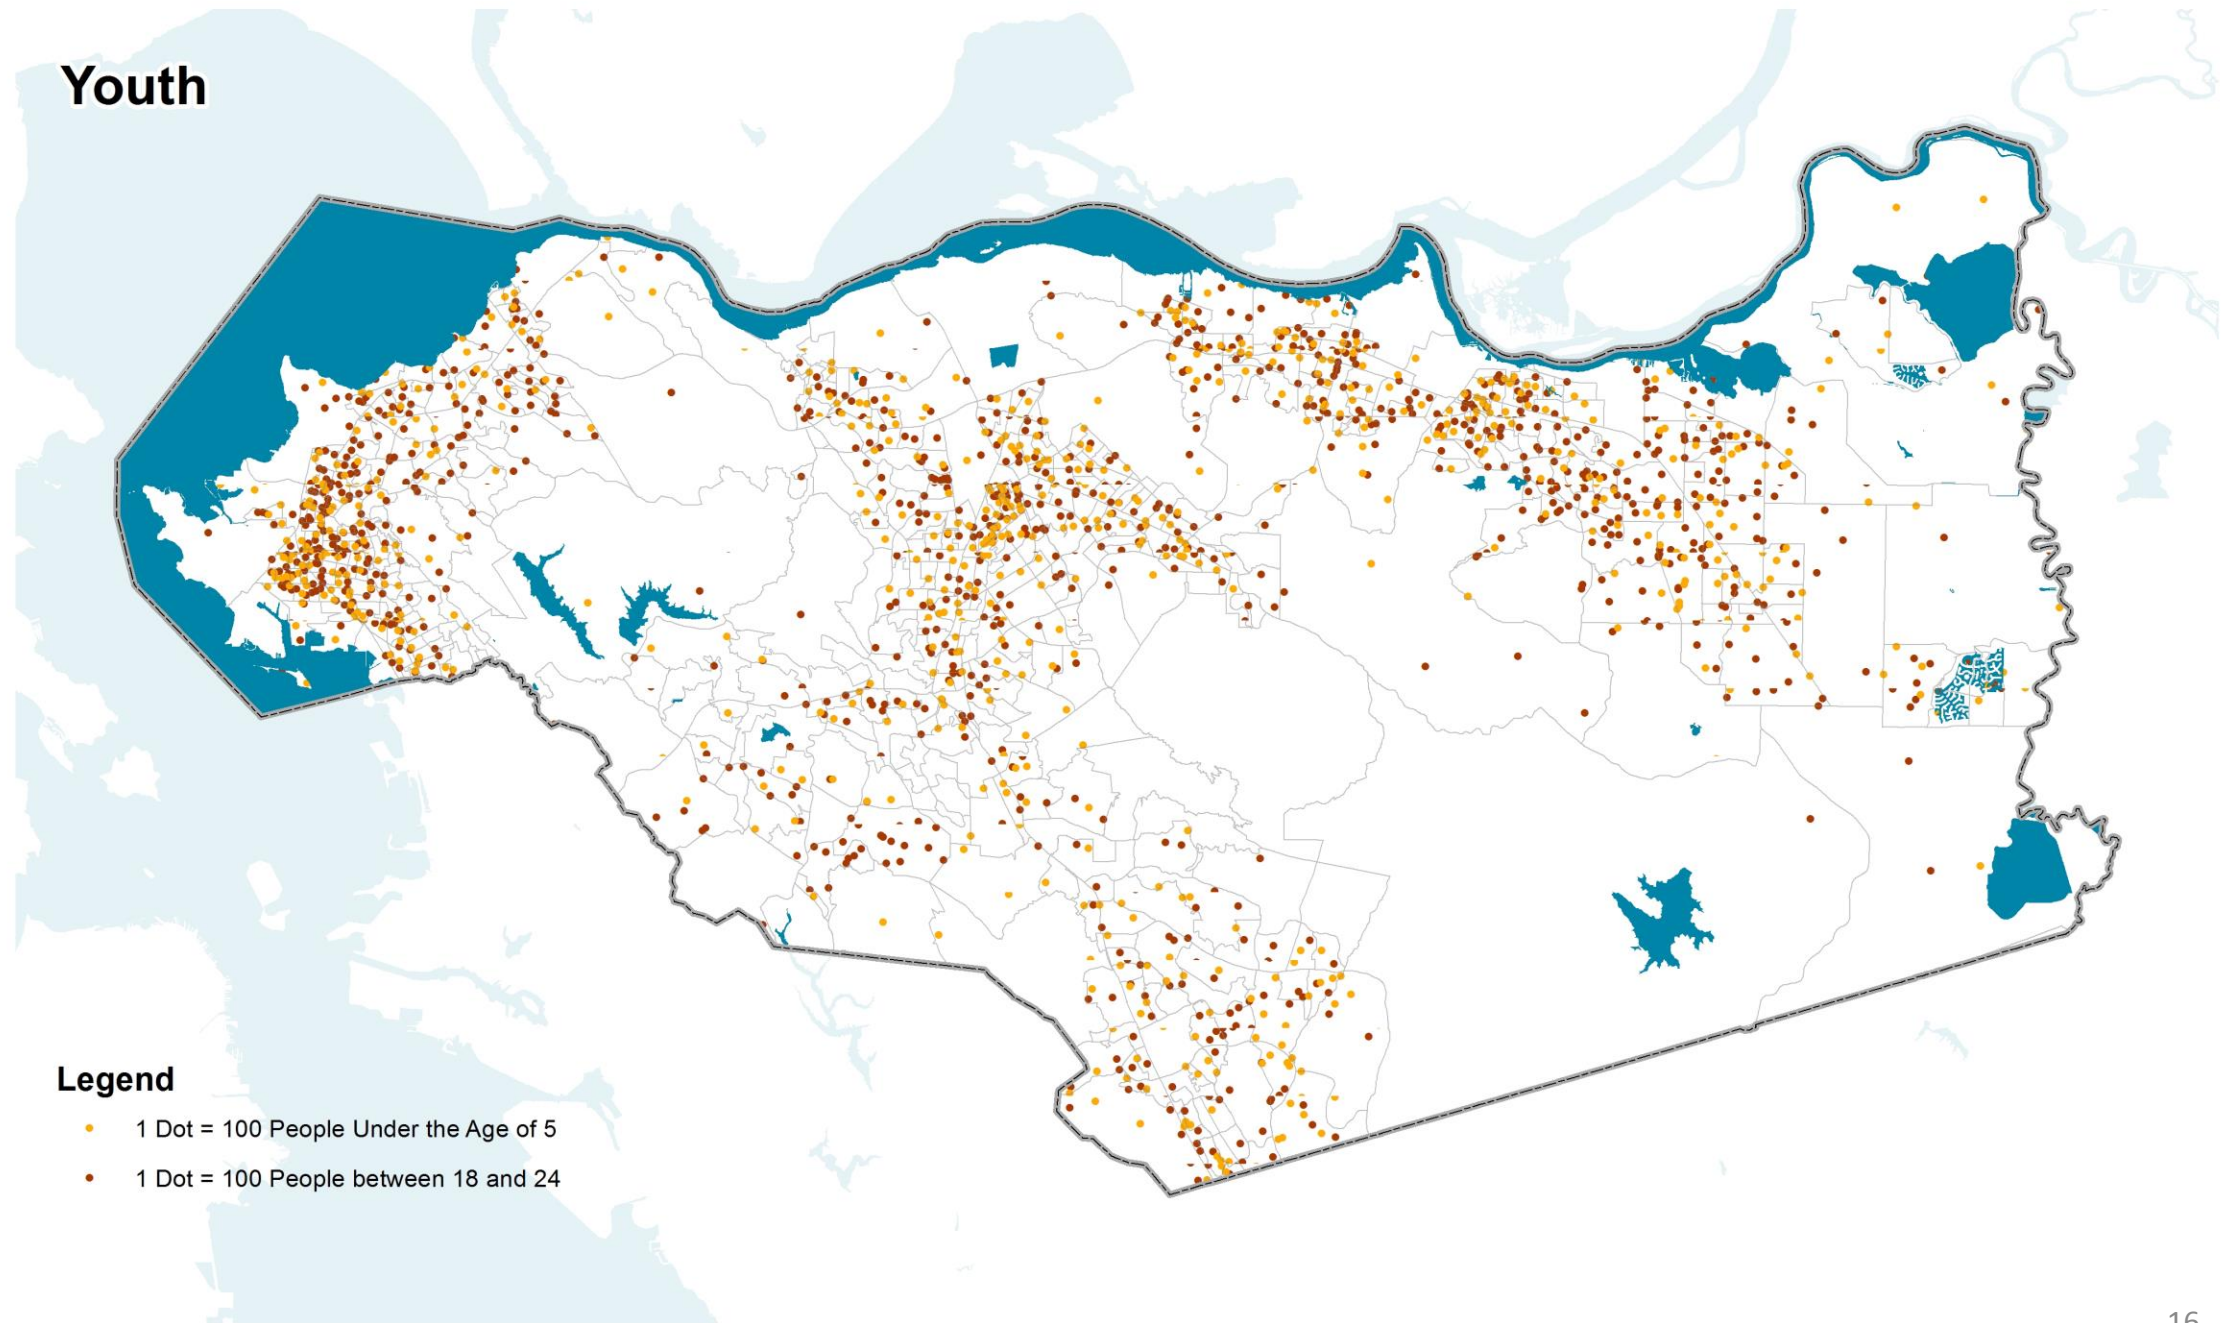 Youth
Legend
1 Dot = 100 People Under the Age of 5
1 Dot = 100 People between 18 and 24
16